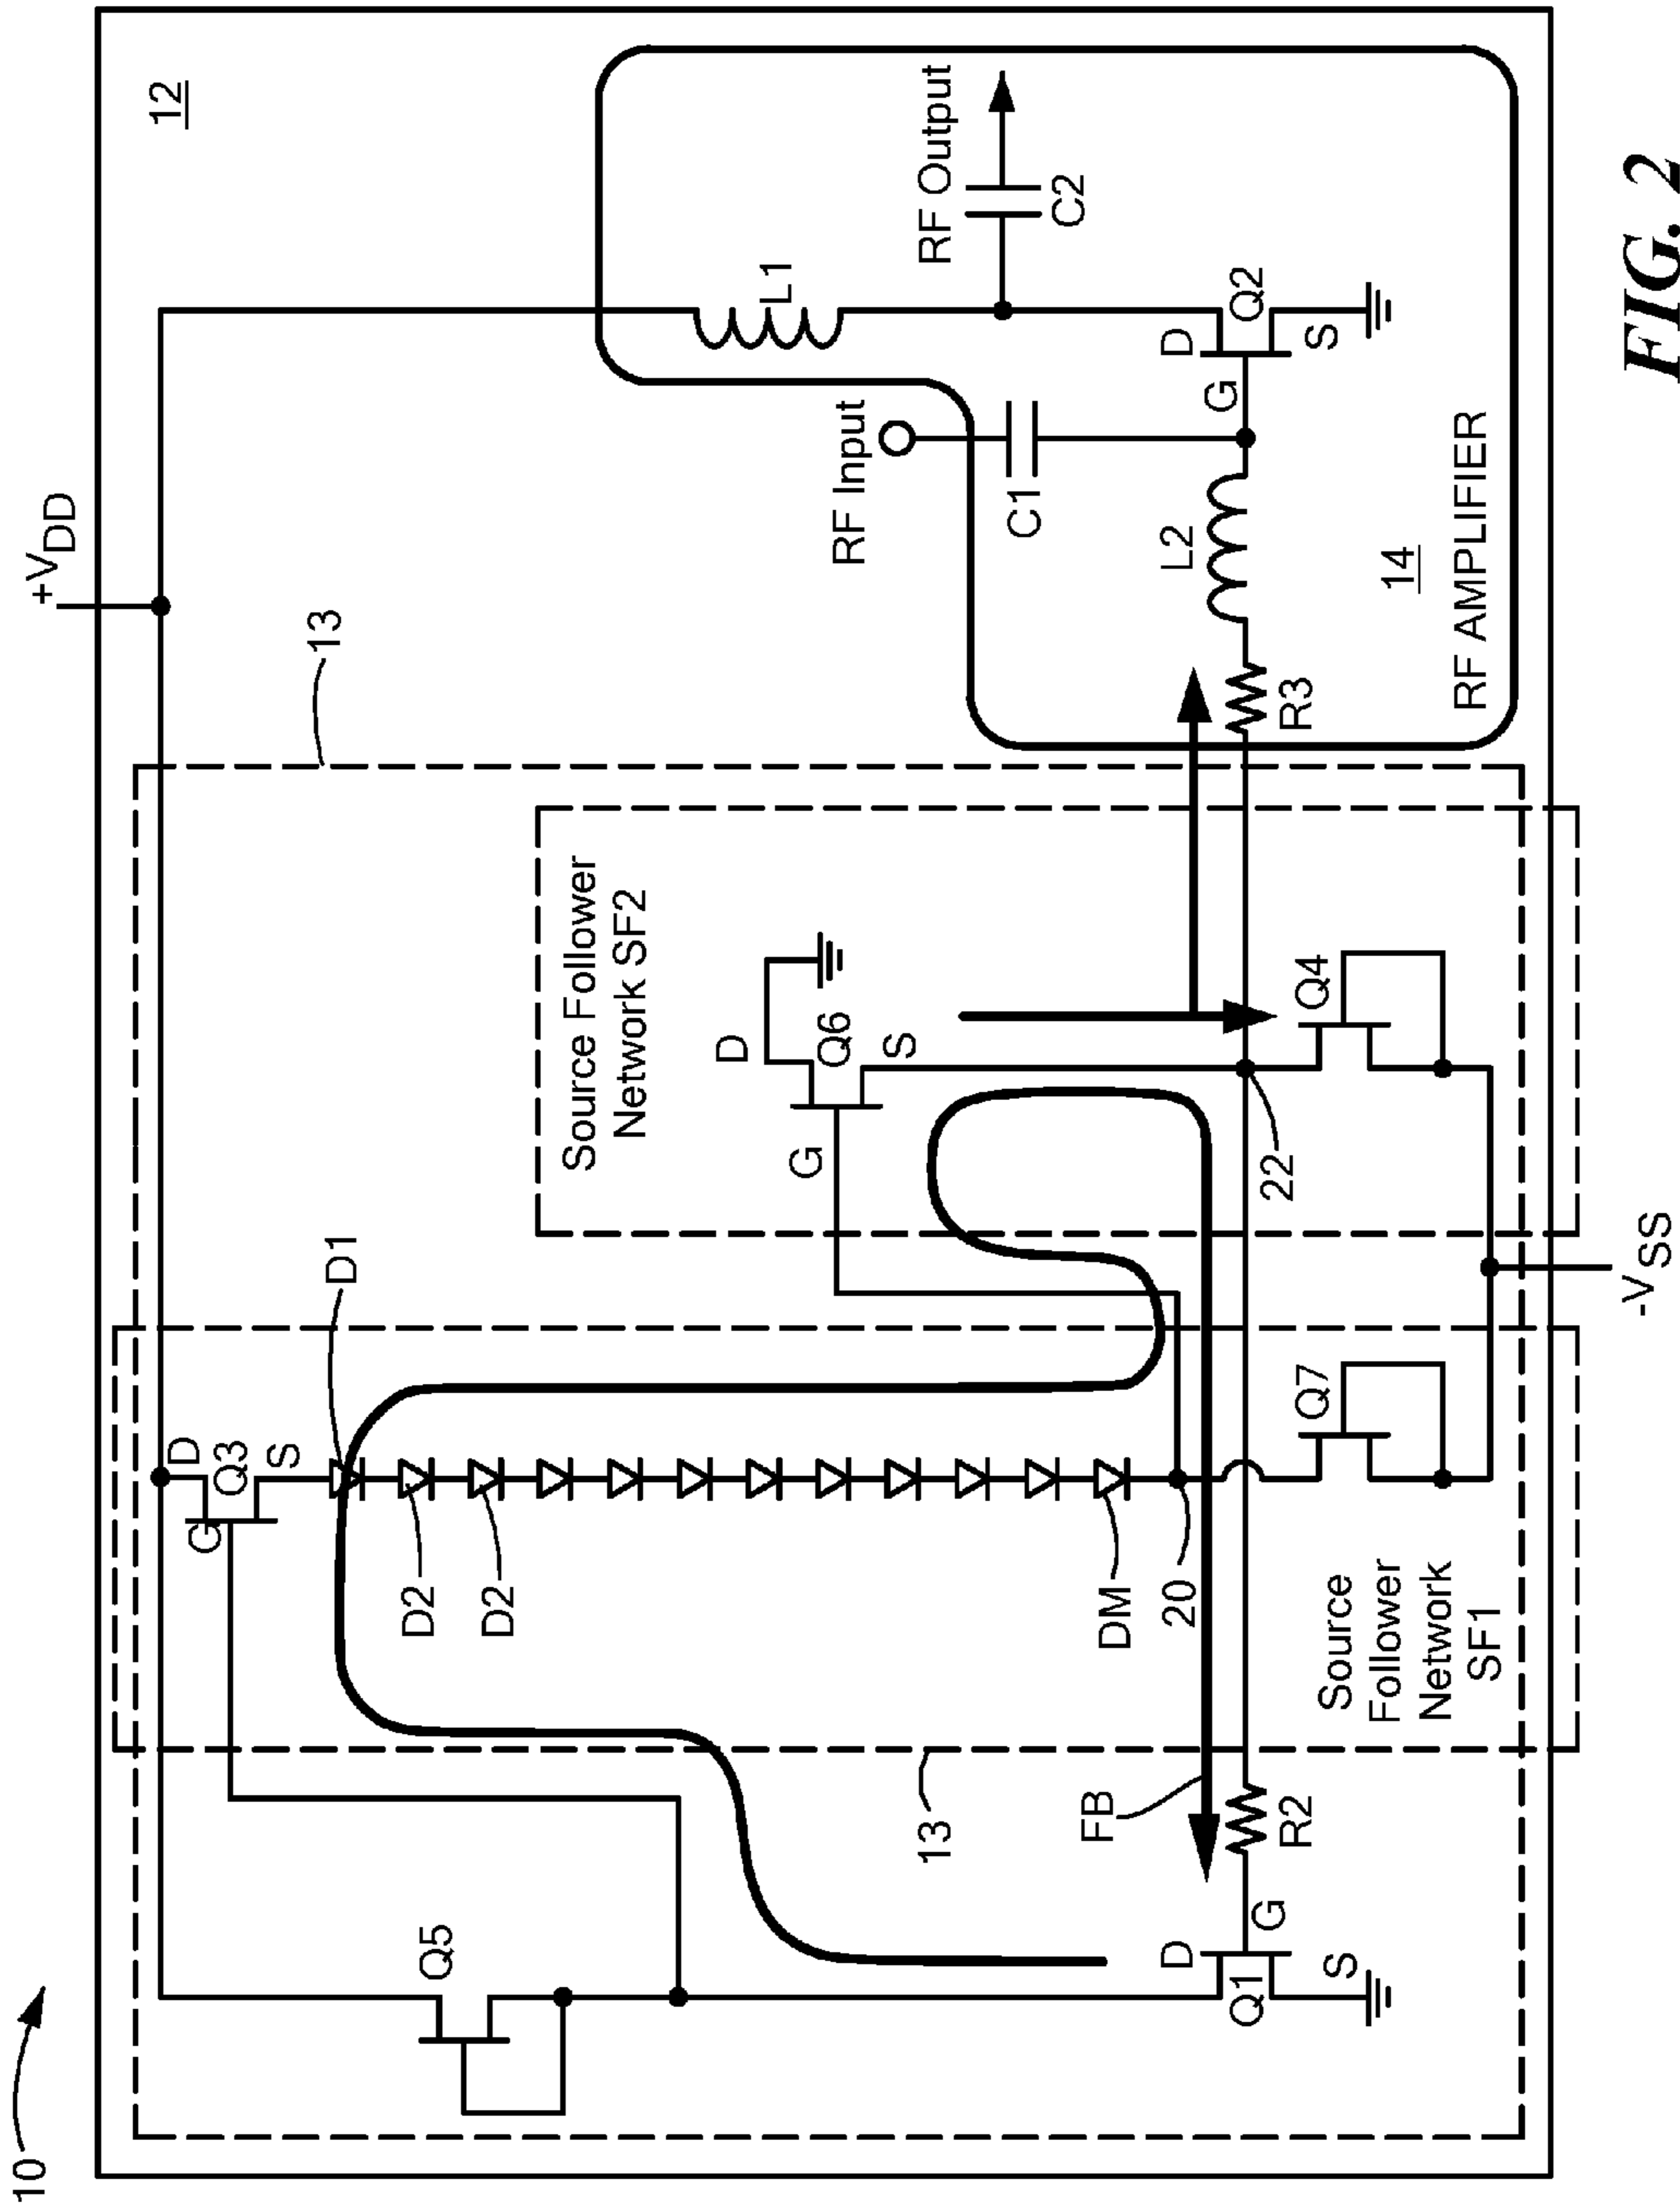 10
+VDD
12
13
Q5
D
Q3
G
S
D1
D2
D2
DM
20
Source Follower
Network SF2
D
Q6
G
S
22
Q4
Q7
Source
Follower
Network
SF1
-VSS
13
FB
R2
D
G
Q1
S
RF Input
C1
L1
RF Output
C2
D
Q2
G
S
L2
R3
14
RF AMPLIFIER
FIG. 2